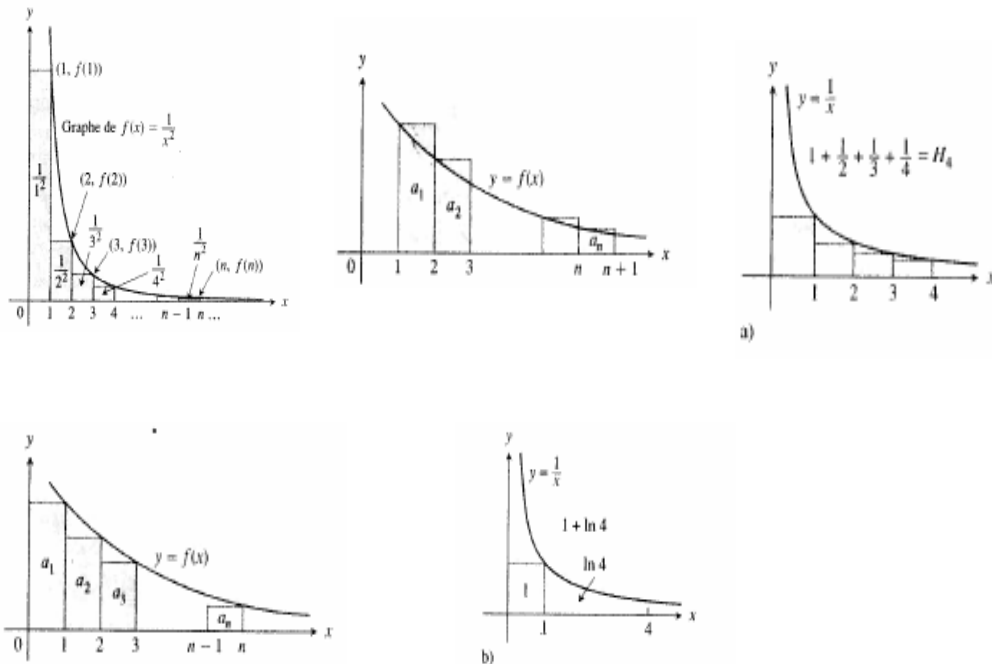 y
(1, f(1))
Graphe de f(x) = 1/x²
1/1²
(2, f(2))
1/3²
(3, f(3))
1/n²
(n, f(n))
1/2²
1/4²
x
0 1 2 3 4 ... n – 1 n ...
y
y = f(x)
a₁
a₂
aₙ
0 1 2 3 n n + 1 x
y
y = 1/x
1 + 1/2 + 1/3 + 1/4 = H₄
1 2 3 4 x
a)
y
y = f(x)
a₁
a₂
a₃
aₙ
0 1 2 3 n – 1 n x
y
y = 1/x
1 + ln 4
ln 4
1
1 4 x
b)